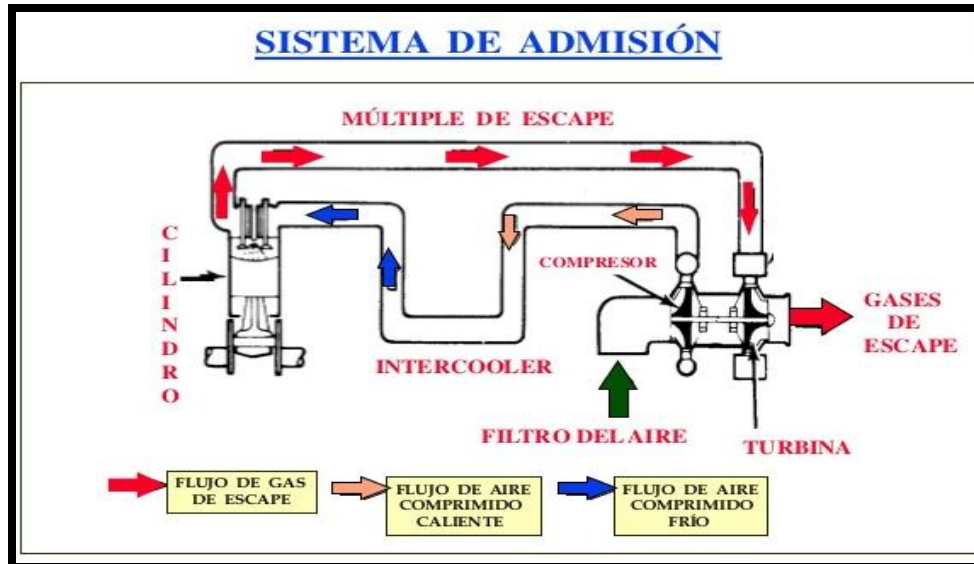 SISTEMA DE ADMISIÓN
MÚLTIPLE DE ESCAPE
CILINDRO
COMPRESOR
GASES
DE
ESCAPE
INTERCOOLER
FILTRO DEL AIRE
TURBINA
FLUJO DE GAS
DE ESCAPE
FLUJO DE AIRE
COMPRIMIDO
CALIENTE
FLUJO DE AIRE
COMPRIMIDO
FRÍO